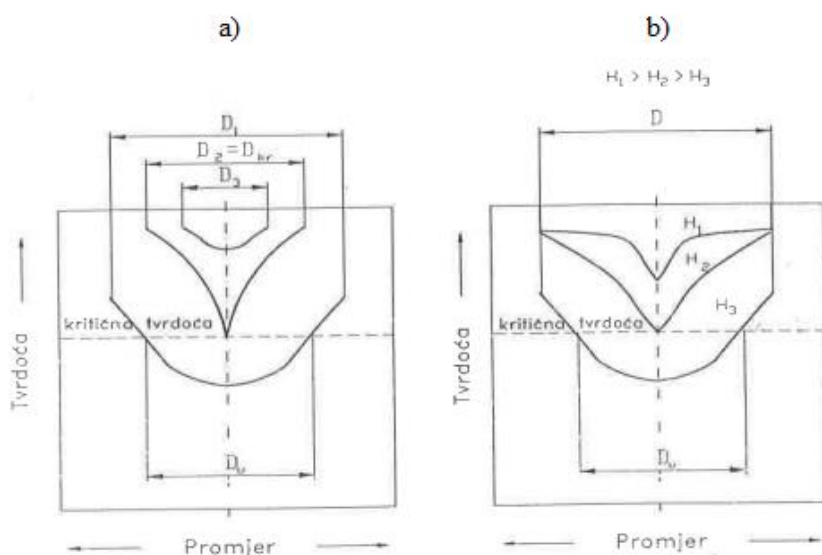 a)
b)
H₁ > H₂ > H₃
D₁
D₂ = Dkr
D₃
D
H₁
H₂
H₃
kritična tvrdoća
kritična tvrdoća
Tvrdoća
Tvrdoća
Du
Du
Promjer
Promjer